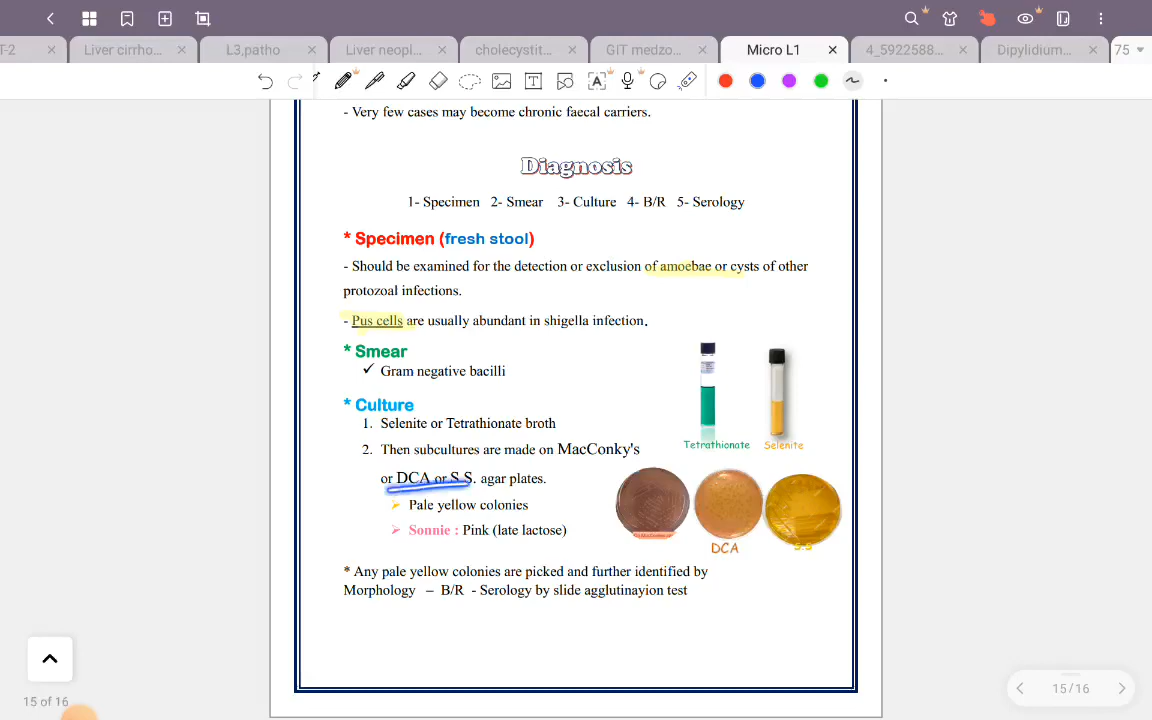 T-2
Liver cirrho...
L3,patho
Liver neopl...
cholecystit...
GIT medzo...
Micro L1
4_5922588...
Dipylidium...
75
- Very few cases may become chronic faecal carriers.
Diagnosis
1- Specimen 2- Smear 3- Culture 4- B/R 5- Serology
* Specimen (fresh stool)
- Should be examined for the detection or exclusion of amoebae or cysts of other
protozoal infections.
- Pus cells are usually abundant in shigella infection.
* Smear
✓ Gram negative bacilli
* Culture
1. Selenite or Tetrathionate broth
2. Then subcultures are made on MacConky's
or DCA or S.S. agar plates.
➢ Pale yellow colonies
➢ Sonnie : Pink (late lactose)
Tetrathionate
Selenite
DCA
S.S
* Any pale yellow colonies are picked and further identified by
Morphology – B/R - Serology by slide agglutinayion test
15 of 16
15/16